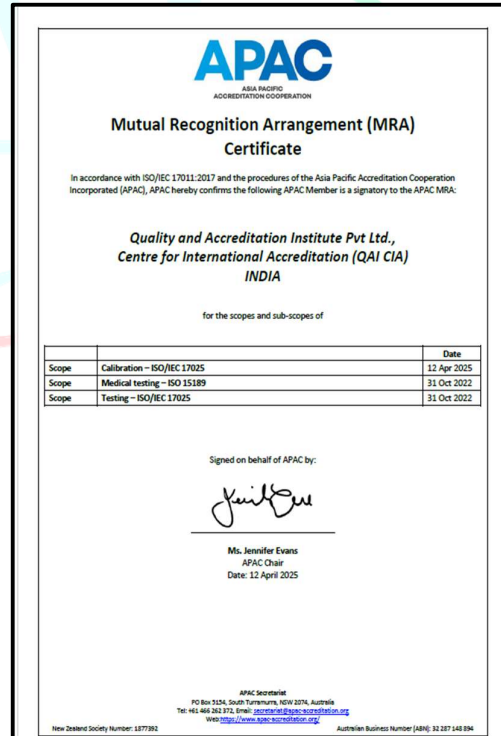 APAC
ASIA PACIFIC
ACCREDITATION COOPERATION
Mutual Recognition Arrangement (MRA)
Certificate
In accordance with ISO/IEC 17011:2017 and the procedures of the Asia Pacific Accreditation Cooperation
Incorporated (APAC), APAC hereby confirms the following APAC Member is a signatory to the APAC MRA:
Quality and Accreditation Institute Pvt Ltd.,
Centre for International Accreditation (QAI CIA)
INDIA
for the scopes and sub-scopes of
Date
Scope Calibration – ISO/IEC 17025 12 Apr 2025
Scope Medical testing – ISO 15189 31 Oct 2022
Scope Testing – ISO/IEC 17025 31 Oct 2022
Signed on behalf of APAC by:
Ms. Jennifer Evans
APAC Chair
Date: 12 April 2025
APAC Secretariat
PO Box 5154, South Turramurra, NSW 2074, Australia
Tel: +61 466 262 372, Email: secretariat@apac-accreditation.org
Web:https://www.apac-accreditation.org/
New Zealand Society Number: 1877392 Australian Business Number (ABN): 32 287 148 394